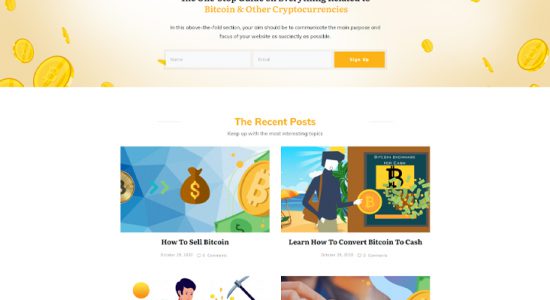 The One-Stop Guide on Everything Related to
Bitcoin & Other Cryptocurrencies
In this above-the-fold section, your aim should be to communicate the main purpose and
focus of your website as succinctly as possible.
Name
Email
Sign Up
The Recent Posts
Keep up with the most interesting topics
BITCOIN EXCHANGE
FOR CASH
How To Sell Bitcoin
Learn How To Convert Bitcoin To Cash
October 28, 2020
0 Comments
October 28, 2020
0 Comments